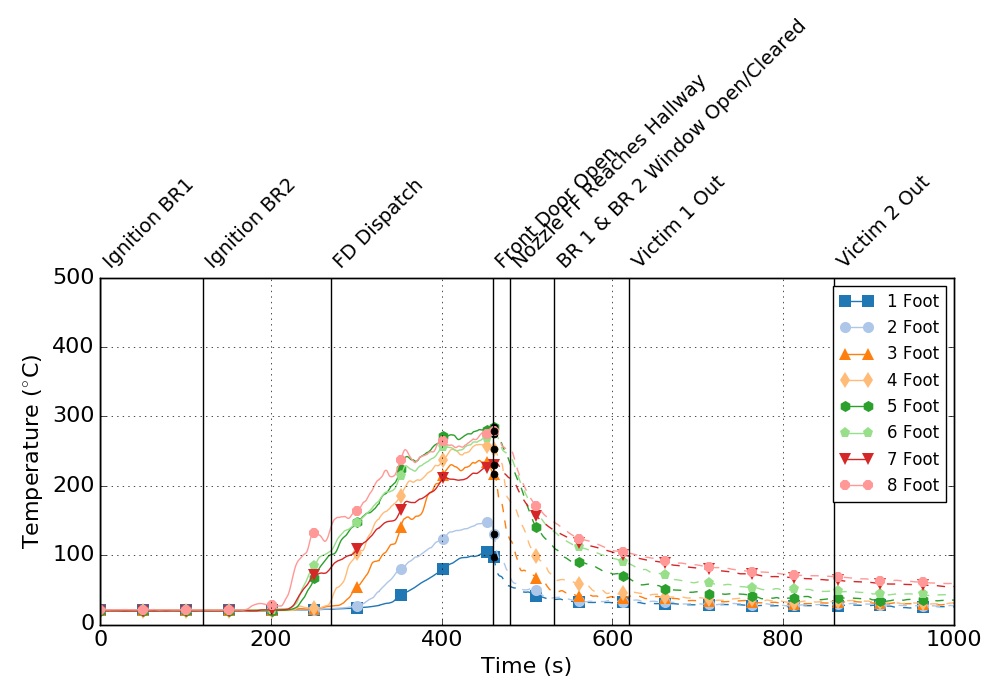 Ignition BR1
Ignition BR2
FD Dispatch
Front Door Open
Nozzle FF Reaches Hallway
BR 1 & BR 2 Window Open/Cleared
Victim 1 Out
Victim 2 Out
500
400
300
200
100
0
Temperature (°C)
0
200
400
600
800
1000
Time (s)
1 Foot
2 Foot
3 Foot
4 Foot
5 Foot
6 Foot
7 Foot
8 Foot